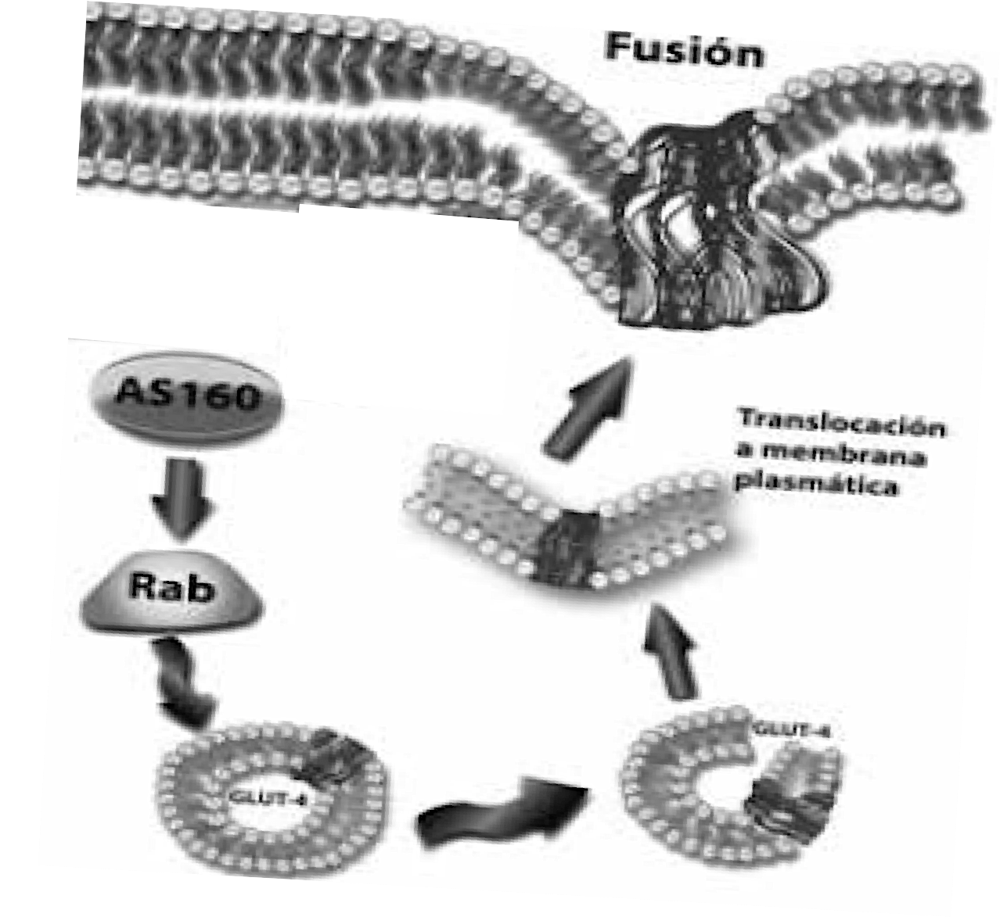 Fusión
AS160
Translocación
a membrana
plasmática
Rab
GLUT-4
GLUT-4